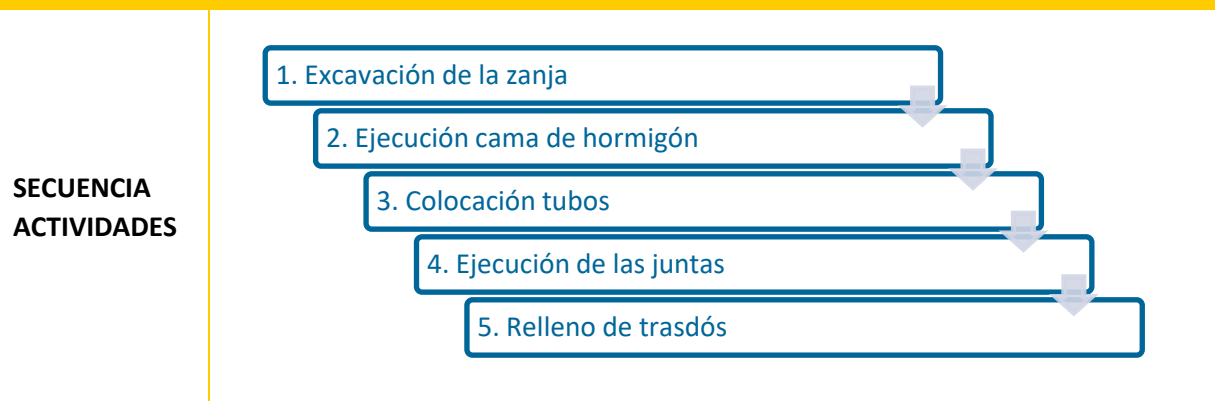 SECUENCIA
ACTIVIDADES
1. Excavación de la zanja
2. Ejecución cama de hormigón
3. Colocación tubos
4. Ejecución de las juntas
5. Relleno de trasdós